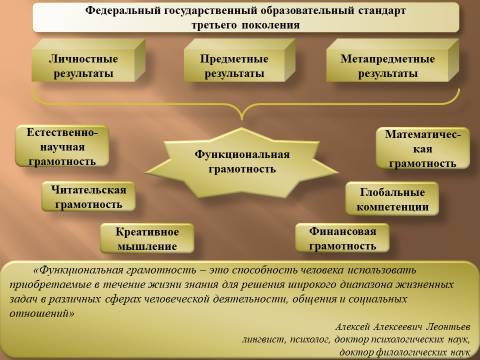 Федеральный государственный образовательный стандарт
третьего поколения
Личностные
результаты
Предметные
результаты
Метапредметные
результаты
Естественно-
научная
грамотность
Функциональная
грамотность
Математичес-
кая
грамотность
Читательская
грамотность
Глобальные
компетенции
Креативное
мышление
Финансовая
грамотность
«Функциональная грамотность – это способность человека использовать
приобретаемые в течение жизни знания для решения широкого диапазона жизненных
задач в различных сферах человеческой деятельности, общения и социальных
отношений»
Алексей Алексеевич Леонтьев
лингвист, психолог, доктор психологических наук,
доктор филологических наук